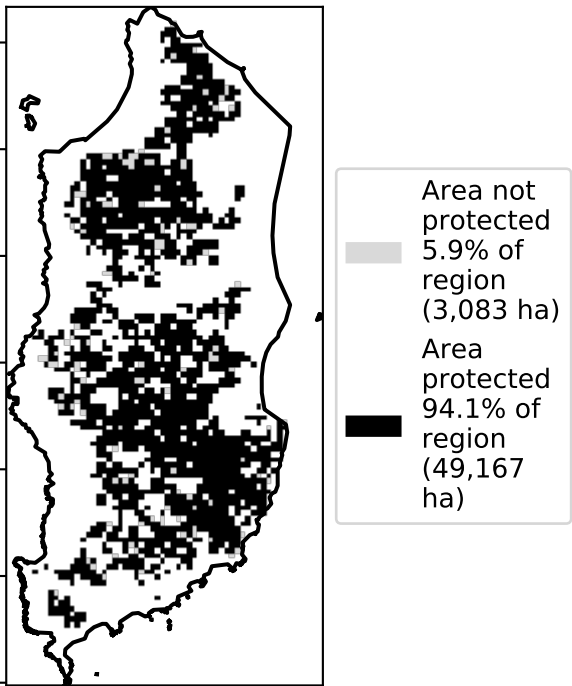 Area not
protected
5.9% of
region
(3,083 ha)
Area
protected
94.1% of
region
(49,167
ha)